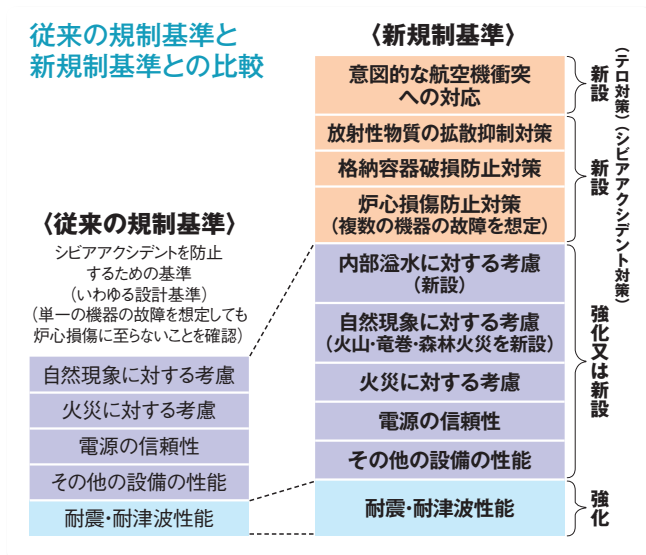 従来の規制基準と
新規制基準との比較
〈従来の規制基準〉
シビアアクシデントを防止
するための基準
(いわゆる設計基準)
(単一の機器の故障を想定しても
炉心損傷に至らないことを確認)
自然現象に対する考慮
火災に対する考慮
電源の信頼性
その他の設備の性能
耐震・耐津波性能
〈新規制基準〉
意図的な航空機衝突
への対応
放射性物質の拡散抑制対策
格納容器破損防止対策
炉心損傷防止対策
(複数の機器の故障を想定)
内部溢水に対する考慮
(新設)
自然現象に対する考慮
(火山・竜巻・森林火災を新設)
火災に対する考慮
電源の信頼性
その他の設備の性能
耐震・耐津波性能
新設
(テロ対策)
新設
(シビアアクシデント対策)
強化又は新設
強化